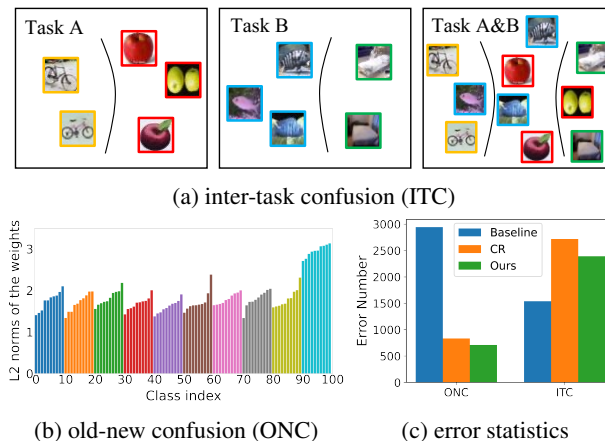 Task A
Task B
Task A&B
(a) inter-task confusion (ITC)
L2 norms of the weights
3
2
1
0
0 10 20 30 40 50 60 70 80 90 100
Class index
(b) old-new confusion (ONC)
Error Number
3000
2500
2000
1500
1000
500
0
Baseline
CR
Ours
ONC ITC
(c) error statistics